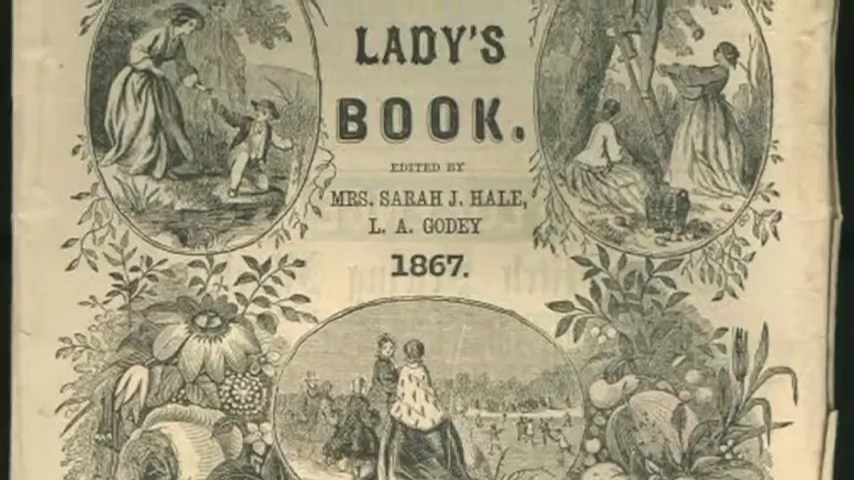 LADY'S
BOOK.
EDITED BY
MRS. SARAH J. HALE,
L. A. GODEY
1867.